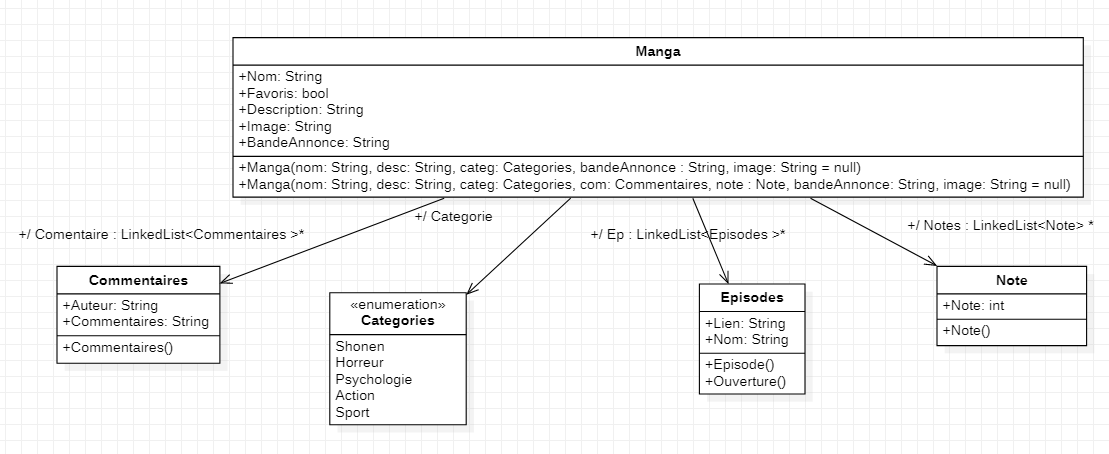 Manga
+Nom: String
+Favoris: bool
+Description: String
+Image: String
+BandeAnnonce: String
+Manga(nom: String, desc: String, categ: Categories, bandeAnnonce : String, image: String = null)
+Manga(nom: String, desc: String, categ: Categories, com: Commentaires, note : Note, bandeAnnonce: String, image: String = null)
+/ Comentaire : LinkedList<Commentaires >*
+/ Categorie
+/ Ep : LinkedList<Episodes >*
+/ Notes : LinkedList<Note> *
Commentaires
+Auteur: String
+Commentaires: String
+Commentaires()
«enumeration»
Categories
Shonen
Horreur
Psychologie
Action
Sport
Episodes
+Lien: String
+Nom: String
+Episode()
+Ouverture()
Note
+Note: int
+Note()